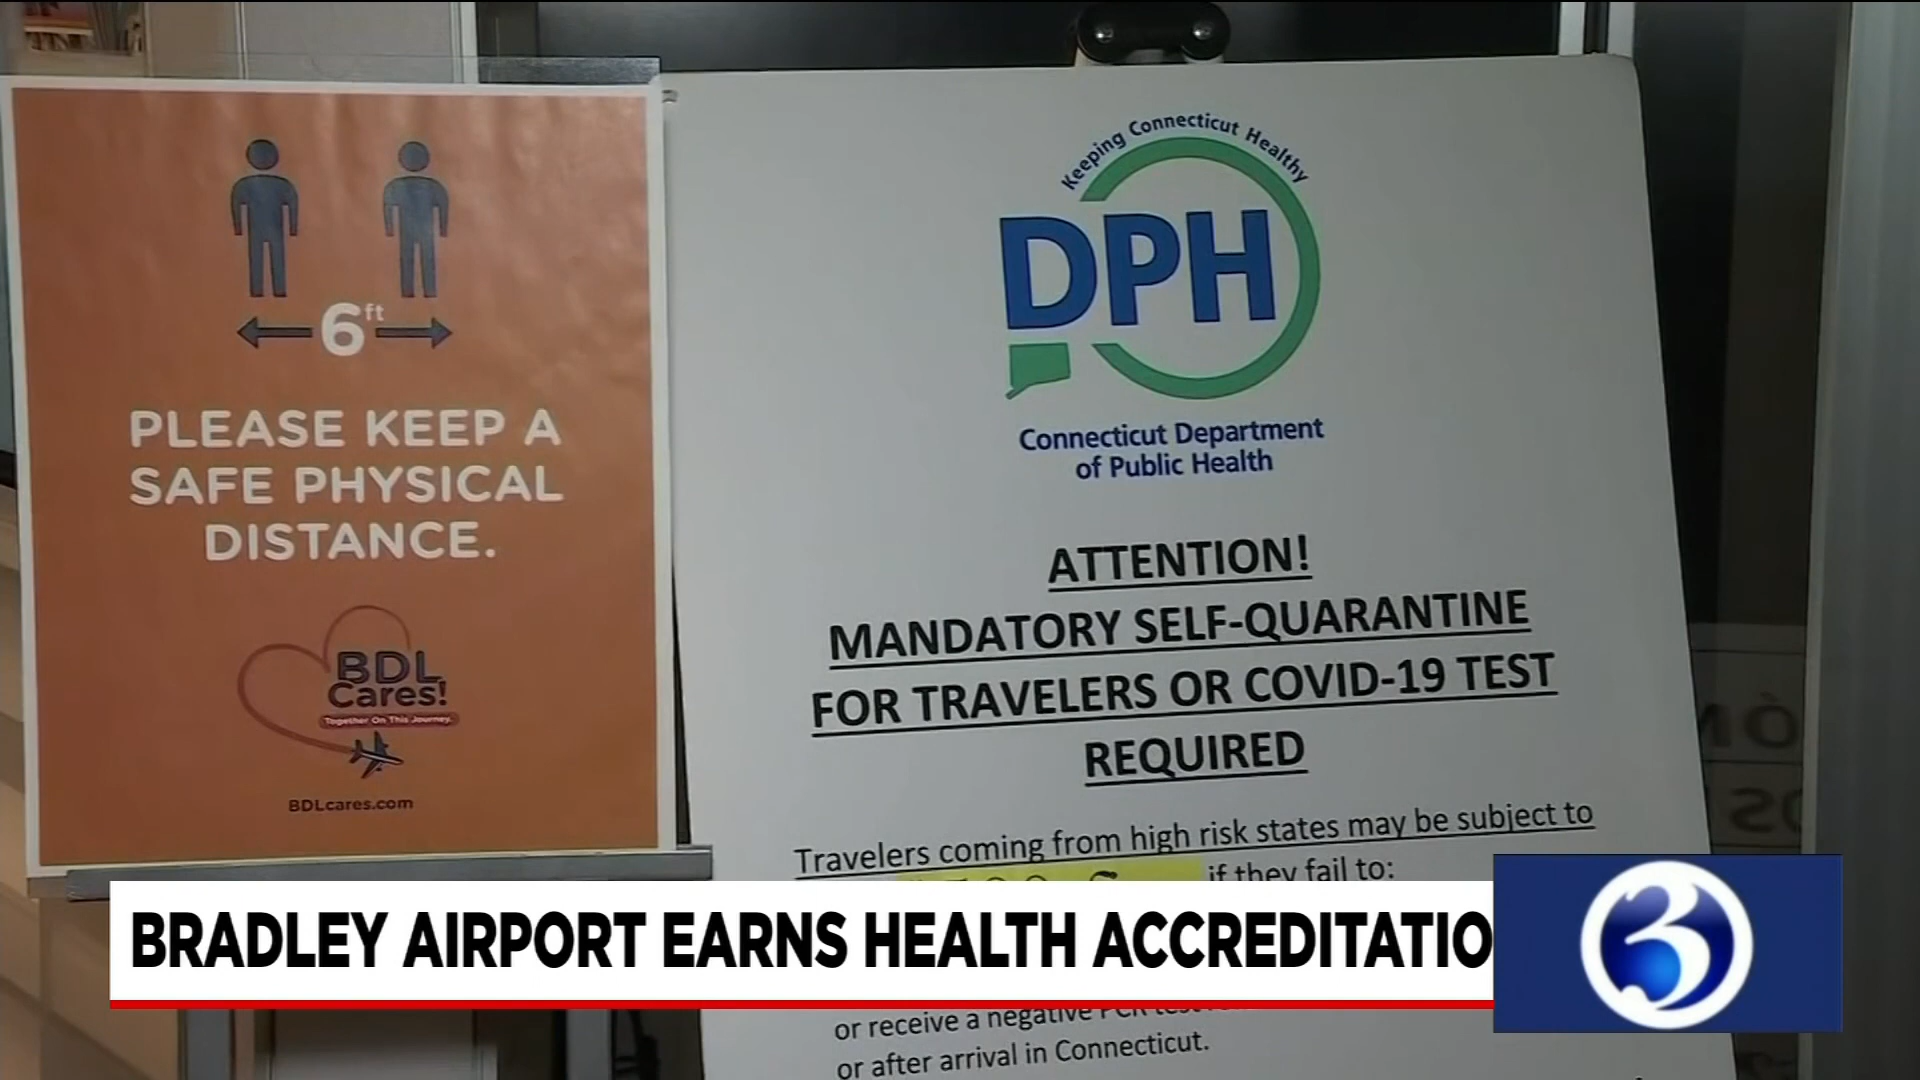 6ft
PLEASE KEEP A
SAFE PHYSICAL
DISTANCE.
BDL
Cares!
Together On This Journey.
BDLcares.com
Keeping Connecticut Healthy
DPH
Connecticut Department
of Public Health
ATTENTION!
MANDATORY SELF-QUARANTINE
FOR TRAVELERS OR COVID-19 TEST
REQUIRED
Travelers coming from high risk states may be subject to
if they fail to:
or receive a negative PCR test
or after arrival in Connecticut.
BRADLEY AIRPORT EARNS HEALTH ACCREDITATIO
3